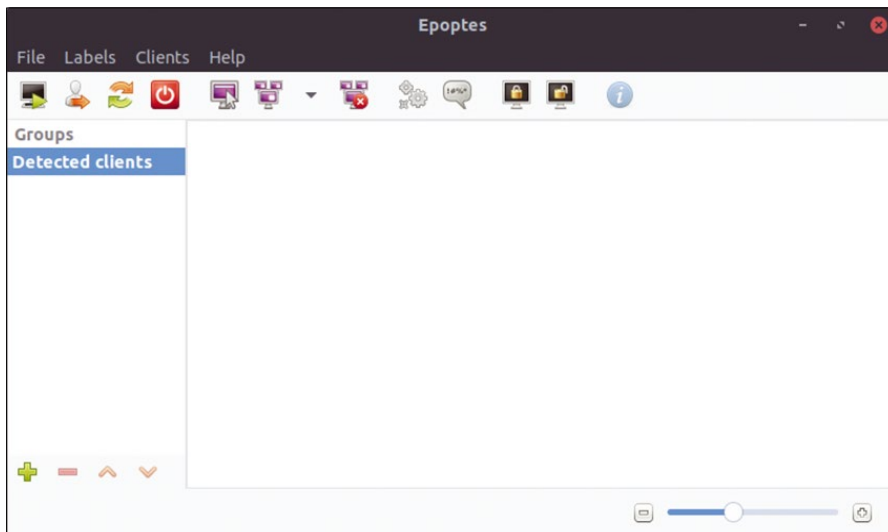 Epoptes
File Labels Clients Help
!#%*
i
Groups
Detected clients